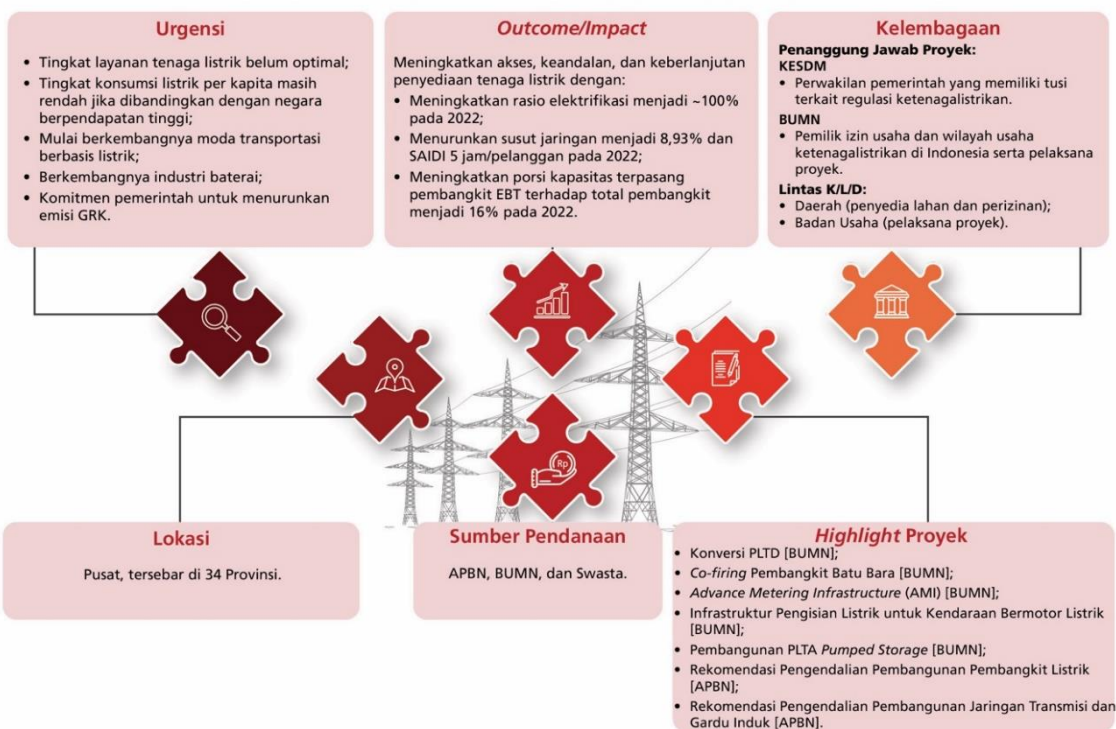 Urgensi
• Tingkat layanan tenaga listrik belum optimal;
• Tingkat konsumsi listrik per kapita masih
rendah jika dibandingkan dengan negara
berpendapatan tinggi;
• Mulai berkembangnya moda transportasi
berbasis listrik;
• Berkembangnya industri baterai;
• Komitmen pemerintah untuk menurunkan
emisi GRK.
Outcome/Impact
Meningkatkan akses, keandalan, dan keberlanjutan
penyediaan tenaga listrik dengan:
• Meningkatkan rasio elektrifikasi menjadi ~100%
pada 2022;
• Menurunkan susut jaringan menjadi 8,93% dan
SAIDI 5 jam/pelanggan pada 2022;
• Meningkatkan porsi kapasitas terpasang
pembangkit EBT terhadap total pembangkit
menjadi 16% pada 2022.
Kelembagaan
Penanggung Jawab Proyek:
KESDM
• Perwakilan pemerintah yang memiliki tusi
terkait regulasi ketenagalistrikan.
BUMN
• Pemilik izin usaha dan wilayah usaha
ketenagalistrikan di Indonesia serta pelaksana
proyek.
Lintas K/L/D:
• Daerah (penyedia lahan dan perizinan);
• Badan Usaha (pelaksana proyek).
Rp
Lokasi
Pusat, tersebar di 34 Provinsi.
Sumber Pendanaan
APBN, BUMN, dan Swasta.
Highlight Proyek
• Konversi PLTD [BUMN];
• Co-firing Pembangkit Batu Bara [BUMN];
• Advance Metering Infrastructure (AMI) [BUMN];
• Infrastruktur Pengisian Listrik untuk Kendaraan Bermotor Listrik
[BUMN];
• Pembangunan PLTA Pumped Storage [BUMN];
• Rekomendasi Pengendalian Pembangunan Pembangkit Listrik
[APBN];
• Rekomendasi Pengendalian Pembangunan Jaringan Transmisi dan
Gardu Induk [APBN].